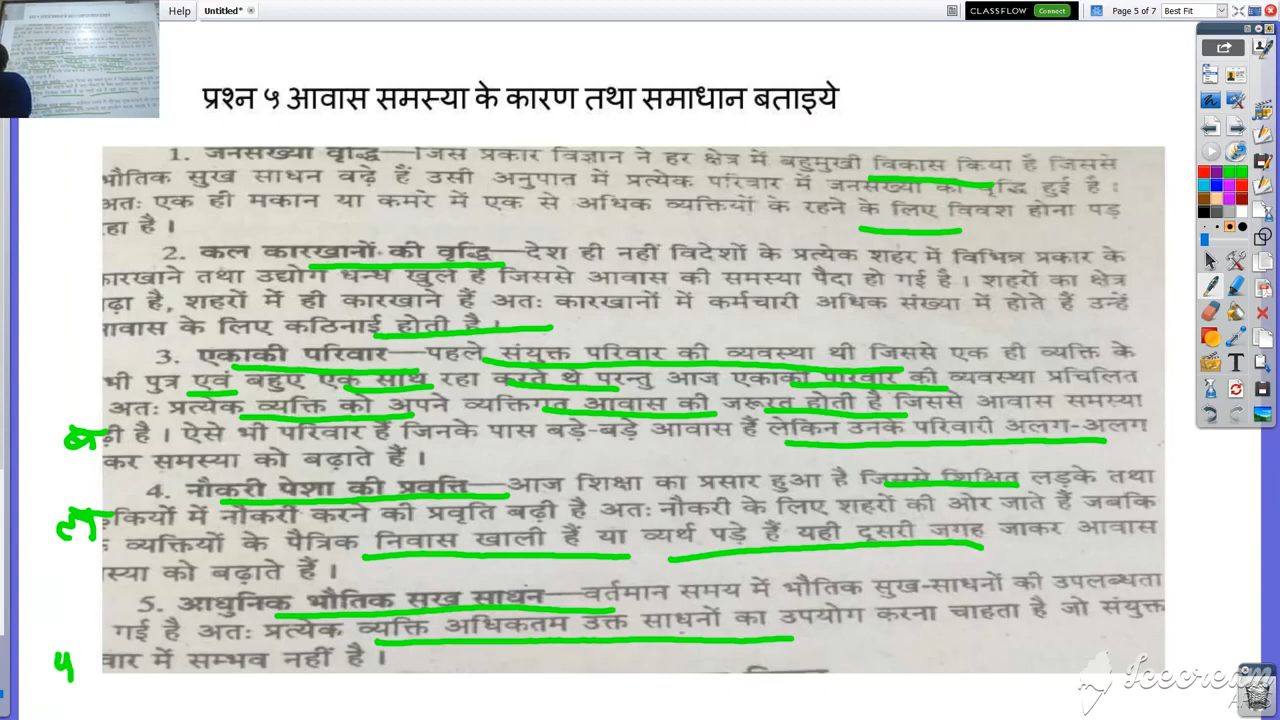 Help
Untitled*
CLASSFLOW
Connect
Page 5 of 7
Best Fit
प्रश्न ५ आवास समस्या के कारण तथा समाधान बताइये
1. जनसंख्या वृद्धि—जिस प्रकार विज्ञान ने हर क्षेत्र में बहुमुखी विकास किया है जिससे
भौतिक सुख साधन बढ़े हैं उसी अनुपात में प्रत्येक परिवार में जनसंख्या की वृद्धि हुई है।
अतः एक ही मकान या कमरे में एक से अधिक व्यक्तियों के रहने के लिए विवश होना पड़
हा है।
2. कल कारखानों की वृद्धि—देश ही नहीं विदेशों के प्रत्येक शहर में विभिन्न प्रकार के
कारखाने तथा उद्योग धन्धे खुले हैं जिससे आवास की समस्या पैदा हो गई है। शहरों का क्षेत्र
ढ़ा है, शहरों में ही कारखाने हैं अतः कारखानों में कर्मचारी अधिक संख्या में होते हैं उन्हें
आवास के लिए कठिनाई होती है।
3. एकाकी परिवार—पहले संयुक्त परिवार की व्यवस्था थी जिससे एक ही व्यक्ति के
भी पुत्र एवं बहुए एक साथ रहा करते थे परन्तु आज एकाकी परिवार की व्यवस्था प्रचिलित
अतः प्रत्येक व्यक्ति को अपने व्यक्तिगत आवास की जरूरत होती है जिससे आवास समस्या
बढ़ी है। ऐसे भी परिवार हैं जिनके पास बड़े-बड़े आवास हैं लेकिन उनके परिवारी अलग-अलग
कर समस्या को बढ़ाते हैं।
4. नौकरी पेशा की प्रवत्ति—आज शिक्षा का प्रसार हुआ है जिससे शिक्षित लड़के तथा
ड़कियों में नौकरी करने की प्रवृति बढ़ी है अतः नौकरी के लिए शहरों की ओर जाते हैं जबकि
व्यक्तियों के पैत्रिक निवास खाली हैं या व्यर्थ पड़े हैं यही दूसरी जगह जाकर आवास
स्या को बढ़ाते हैं।
5. आधुनिक भौतिक सुख साधन—वर्तमान समय में भौतिक सुख-साधनों की उपलब्धता
गई है अतः प्रत्येक व्यक्ति अधिकतम उक्त साधनों का उपयोग करना चाहता है जो संयुक्त
वार में सम्भव नहीं है।
Icecream
APPS